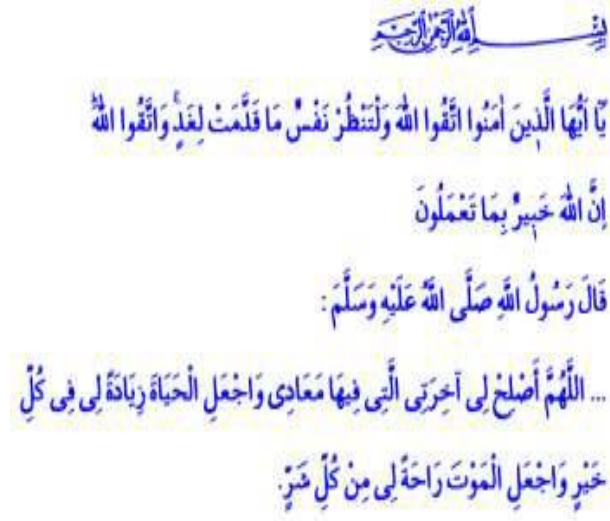 بِسْمِ اللهِ الرَّحْمٰنِ الرَّحِيمِ
يَٓا اَيُّهَا الَّذ۪ينَ اٰمَنُوا اتَّقُوا اللّٰهَ وَلْتَنْظُرْ نَفْسٌ مَا قَدَّمَتْ لِغَدٍۚ وَاتَّقُوا اللّٰهَۜ
اِنَّ اللّٰهَ خَب۪يرٌ بِمَا تَعْمَلُونَ
قَالَ رَسُولُ اللَّهِ صَلَّى اللَّهُ عَلَيْهِ وَسَلَّمَ :
... اللَّهُمَّ أَصْلِحْ لِى آخِرَتِى الَّتِى فِيهَا مَعَادِى وَاجْعَلِ الْحَيَاةَ زِيَادَةً لِى فِى كُلِّ
خَيْرٍ وَاجْعَلِ الْمَوْتَ رَاحَةً لِى مِنْ كُلِّ شَرٍّ.